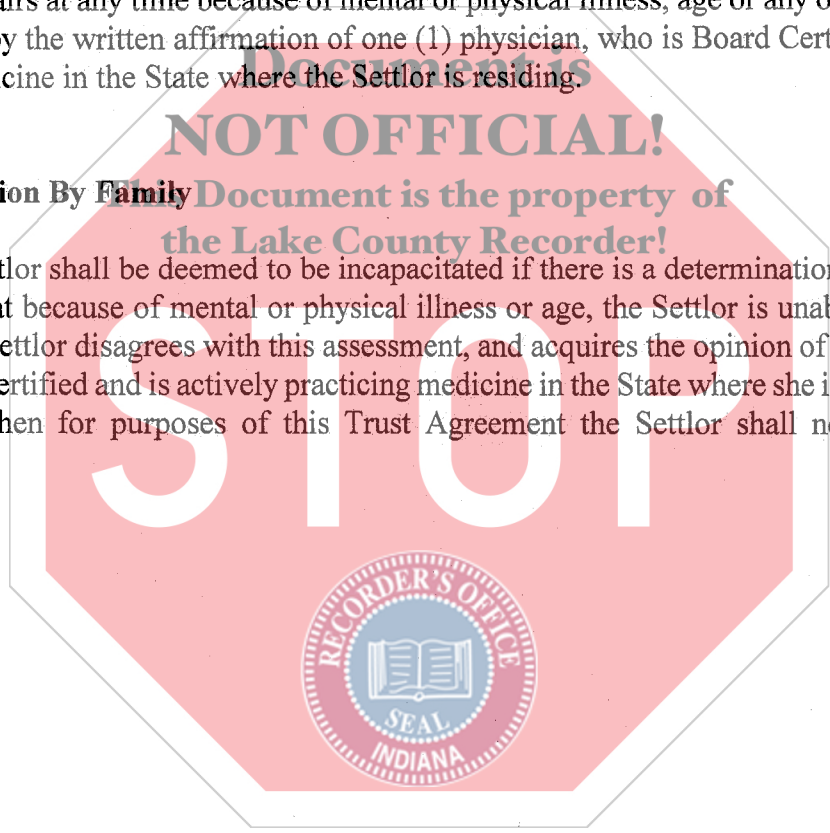 airs at any time because of mental or physical illness, age or any o
y the written affirmation of one (1) physician, who is Board Cert
cine in the State where the Settlor is residing.
Document is
NOT OFFICIAL!
ion By Family
This Document is the property of
the Lake County Recorder!
tlor shall be deemed to be incapacitated if there is a determination
at because of mental or physical illness or age, the Settlor is unab
ettlor disagrees with this assessment, and acquires the opinion of
ertified and is actively practicing medicine in the State where she i
hen for purposes of this Trust Agreement the Settlor shall no
STOP
RECORDER'S OFFICE
SEAL
INDIANA